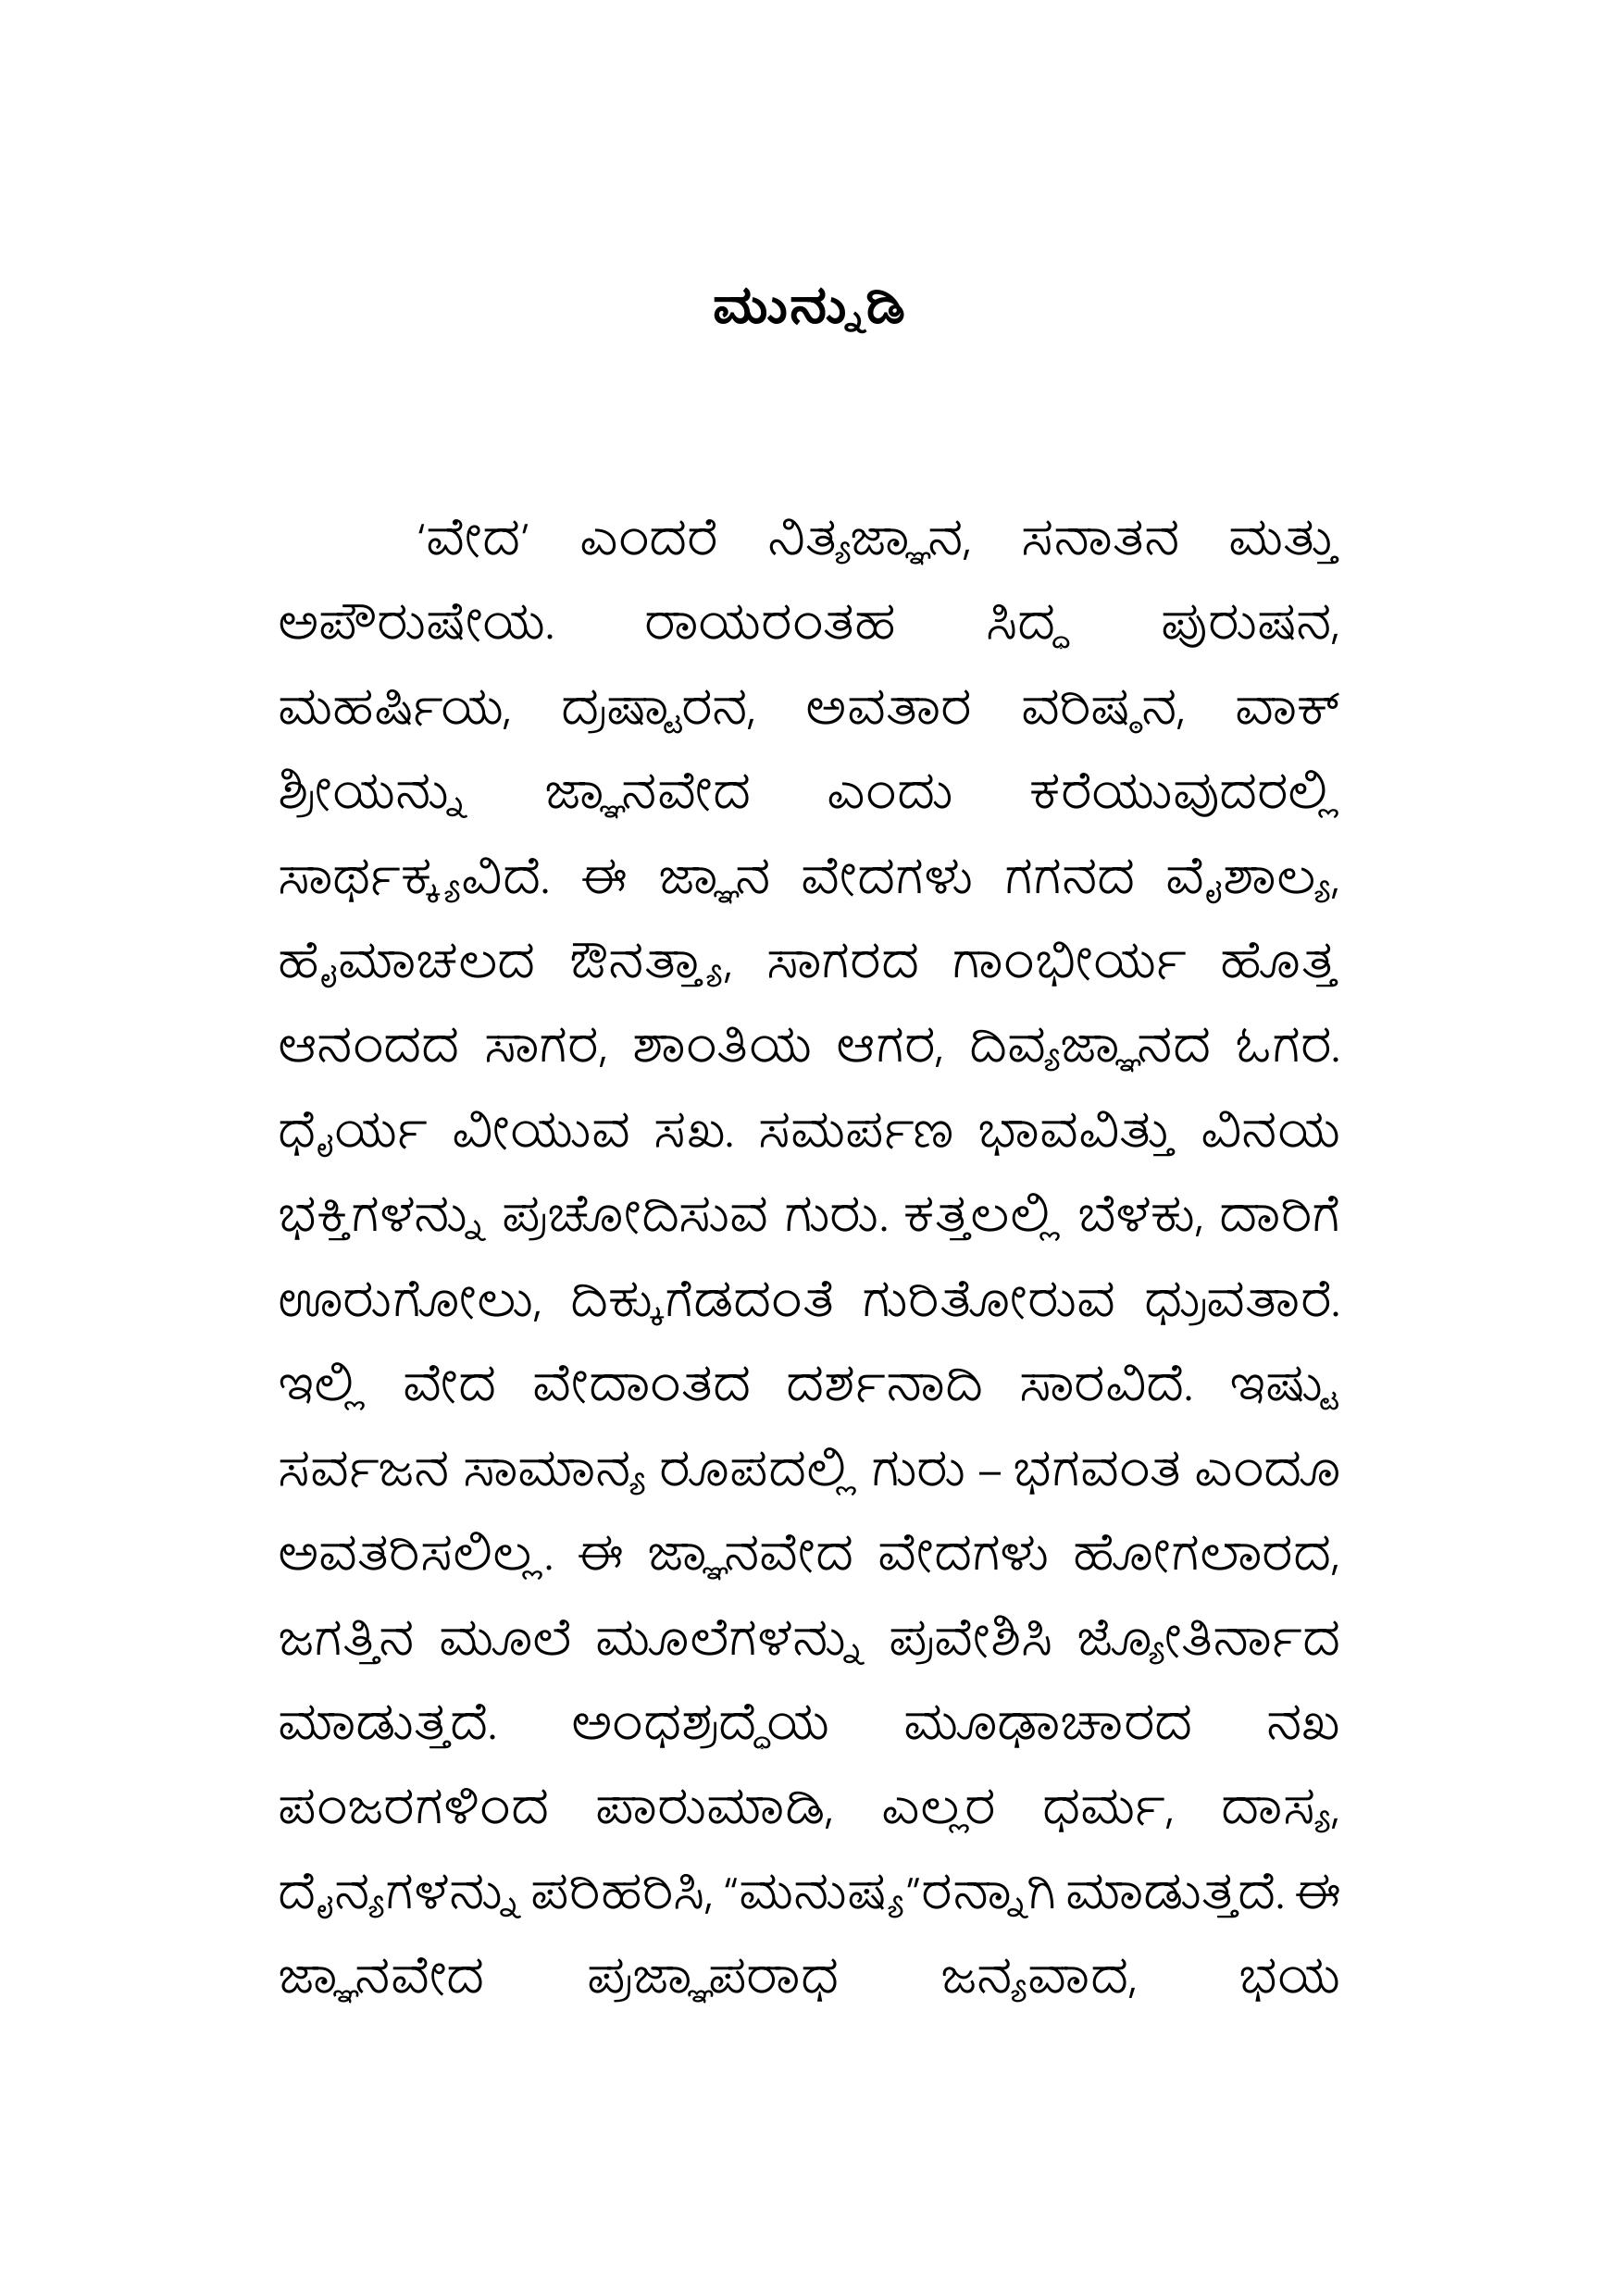 ಮುನ್ನುಡಿ
‘ವೇದ’ ಎಂದರೆ ನಿತ್ಯಜ್ಞಾನ, ಸನಾತನ ಮತ್ತು
ಅಪೌರುಷೇಯ. ರಾಯರಂತಹ ಸಿದ್ಧ ಪುರುಷನ,
ಮಹರ್ಷಿಯ, ದ್ರಷ್ಟಾರನ, ಅವತಾರ ವರಿಷ್ಠನ, ವಾಕ್
ಶ್ರೀಯನ್ನು ಜ್ಞಾನವೇದ ಎಂದು ಕರೆಯುವುದರಲ್ಲಿ
ಸಾರ್ಥಕ್ಕ್ಯವಿದೆ. ಈ ಜ್ಞಾನ ವೇದಗಳು ಗಗನದ ವೈಶಾಲ್ಯ,
ಹೈಮಾಚಲದ ಔನತ್ತ್ಯಾ, ಸಾಗರದ ಗಾಂಭೀರ್ಯ ಹೊತ್ತ
ಆನಂದದ ಸಾಗರ, ಶಾಂತಿಯ ಆಗರ, ದಿವ್ಯಜ್ಞಾನದ ಓಗರ.
ಧೈರ್ಯ ವೀಯುವ ಸಖ. ಸಮರ್ಪಣ ಭಾವವಿತ್ತು ವಿನಯ
ಭಕ್ತಿಗಳನ್ನು ಪ್ರಚೋದಿಸುವ ಗುರು. ಕತ್ತಲಲ್ಲಿ ಬೆಳಕು, ದಾರಿಗೆ
ಊರುಗೋಲು, ದಿಕ್ಕುಗೆಡದಂತೆ ಗುರಿತೋರುವ ಧ್ರುವತಾರೆ.
ಇಲ್ಲಿ ವೇದ ವೇದಾಂತದ ದರ್ಶನಾದಿ ಸಾರವಿದೆ. ಇಷ್ಟು
ಸರ್ವಜನ ಸಾಮಾನ್ಯ ರೂಪದಲ್ಲಿ ಗುರು – ಭಗವಂತ ಎಂದೂ
ಅವತರಿಸಲಿಲ್ಲ. ಈ ಜ್ಞಾನವೇದ ವೇದಗಳು ಹೋಗಲಾರದ,
ಜಗತ್ತಿನ ಮೂಲೆ ಮೂಲೆಗಳನ್ನು ಪ್ರವೇಶಿಸಿ ಜ್ಯೋತಿರ್ನಾದ
ಮಾಡುತ್ತದೆ. ಅಂಧಶ್ರದ್ಧೆಯ ಮೂಢಾಚಾರದ ನಖ
ಪಂಜರಗಳಿಂದ ಪಾರುಮಾಡಿ, ಎಲ್ಲರ ಧರ್ಮ, ದಾಸ್ಯ,
ದೈನ್ಯಗಳನ್ನು ಪರಿಹರಿಸಿ, “ಮನುಷ್ಯ”ರನ್ನಾಗಿ ಮಾಡುತ್ತದೆ. ಈ
ಜ್ಞಾನವೇದ ಪ್ರಜ್ಞಾಪರಾಧ ಜನ್ಯವಾದ, ಭಯ